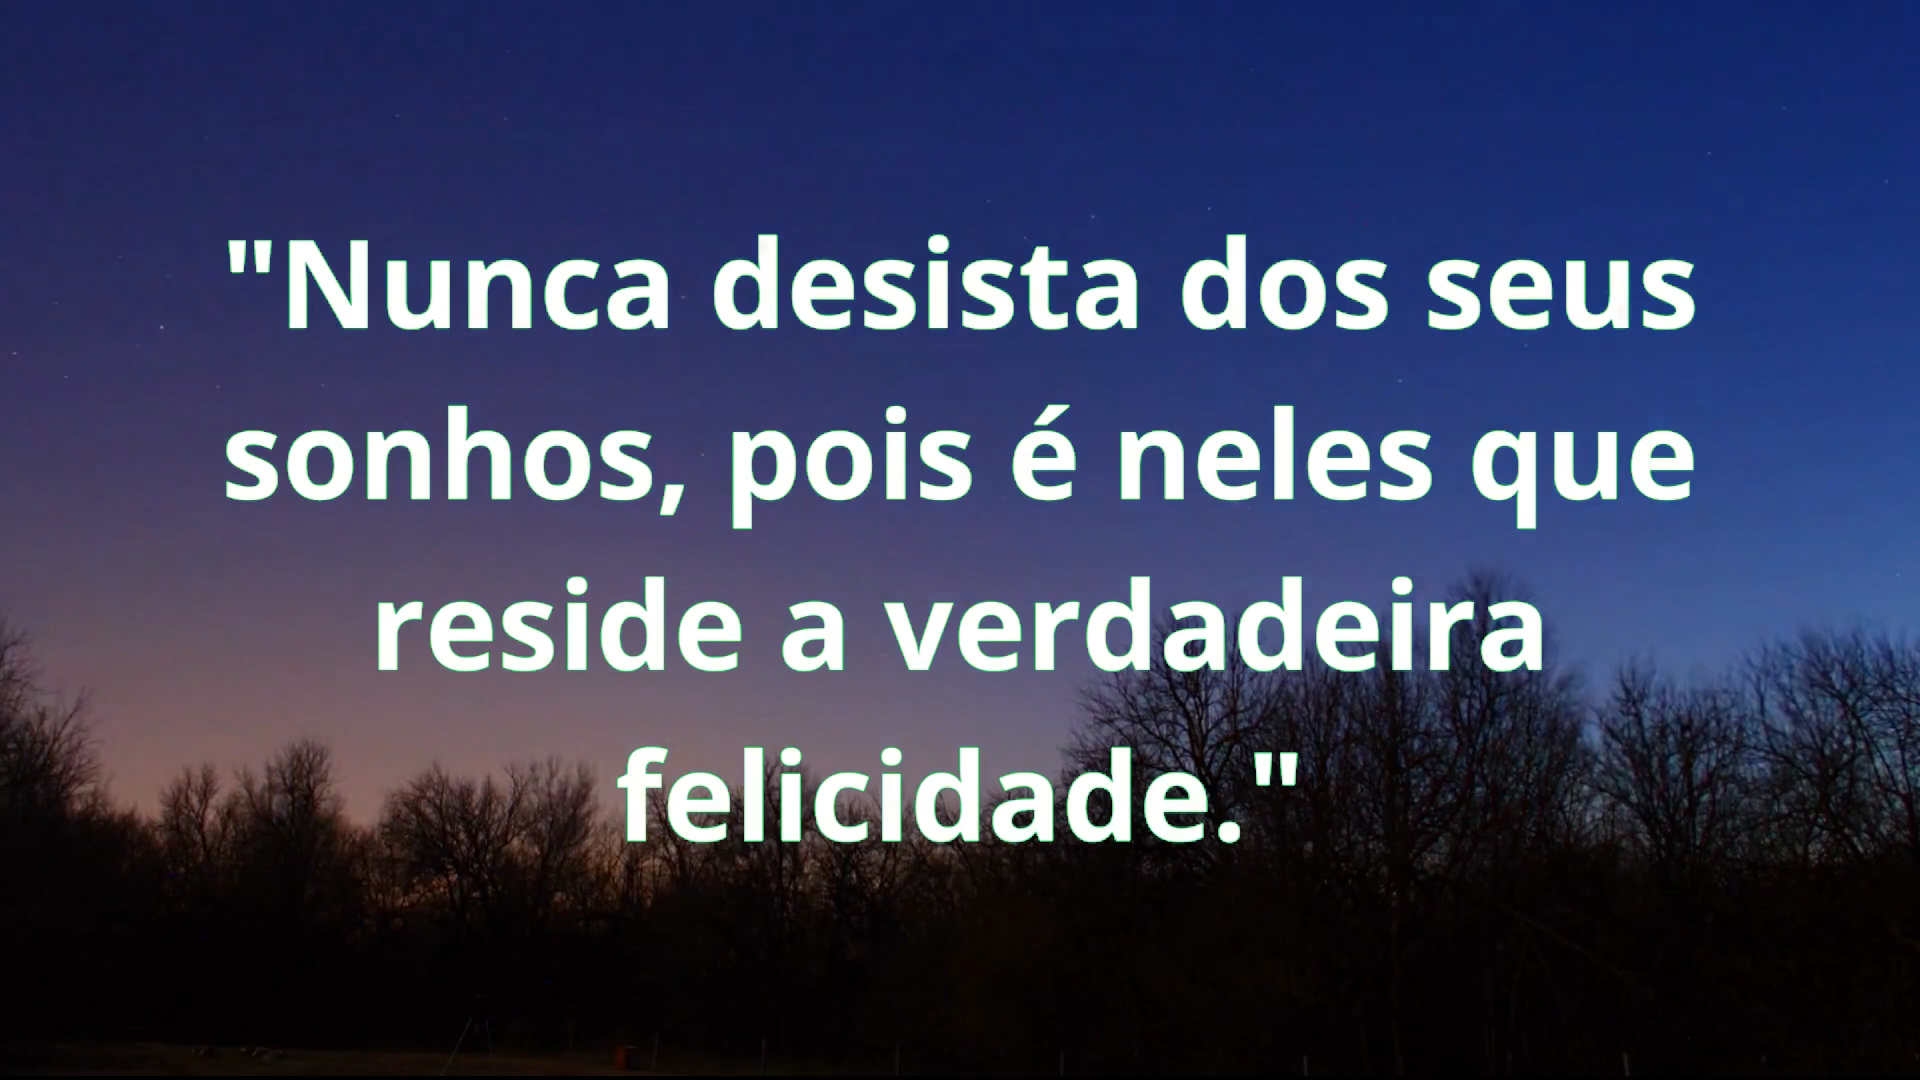 "Nunca desista dos seus
sonhos, pois é neles que
reside a verdadeira
felicidade."